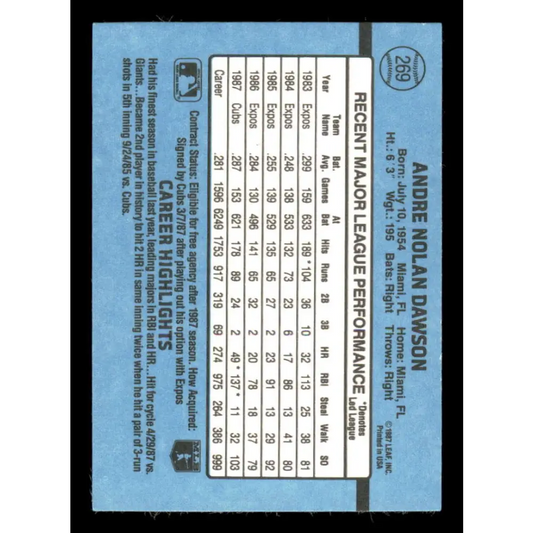 269
ANDRE NOLAN DAWSON
Born: July 10, 1954 Miami, FL Home: Miami, FL
Ht.: 6' 3" Wgt.: 195 Bats: Right Throws: Right
©1987 LEAF, INC.
Printed in USA
RECENT MAJOR LEAGUE PERFORMANCE *Denotes Led League
Year Team Name Bat. Avg. Games At Bat Hits Runs 2B 3B HR RBI Steal Walk SO
1983 Expos .299 159 633 189* 104 36 10 32 113 25 38 81
1984 Expos .248 138 533 132 73 23 6 17 86 13 41 80
1985 Expos .255 139 529 135 65 27 2 23 91 13 29 92
1986 Expos .284 130 496 141 65 32 2 20 78 18 37 79
1987 Cubs .287 153 621 178 89 24 2 49* 137* 11 32 103
Career .281 1596 6249 1753 917 319 69 274 975 264 386 999
Contract Status: Eligible for free agency after 1987 season. How Acquired:
Signed by Cubs 3/7/87 after playing out his option with Expos
CAREER HIGHLIGHTS
Had his finest season in baseball last year, leading majors in RBI and HR... Hit for cycle 4/29/87 vs.
Giants... Became 2nd player in history to hit 2 HR in same inning twice when he hit a pair of 3-run
shots in 5th inning 9/24/85 vs. Cubs.